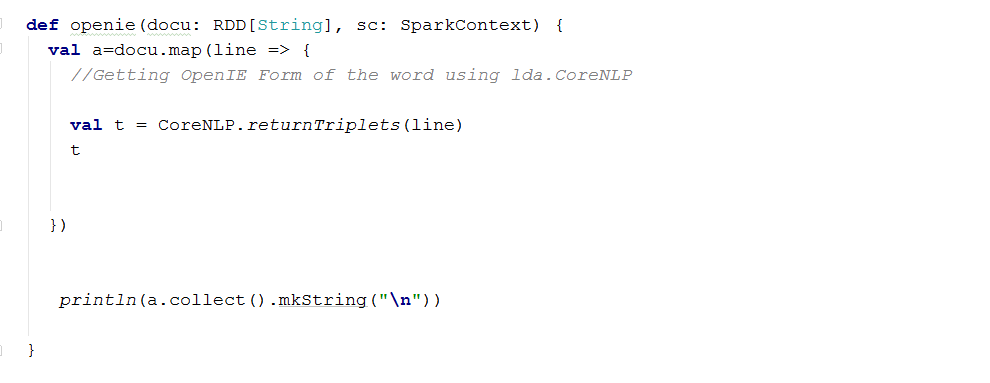 def openie(docu: RDD[String], sc: SparkContext) {
val a=docu.map(line => {
//Getting OpenIE Form of the word using lda.CoreNLP
val t = CoreNLP.returnTriplets(line)
t
})
println(a.collect().mkString("\n"))
}